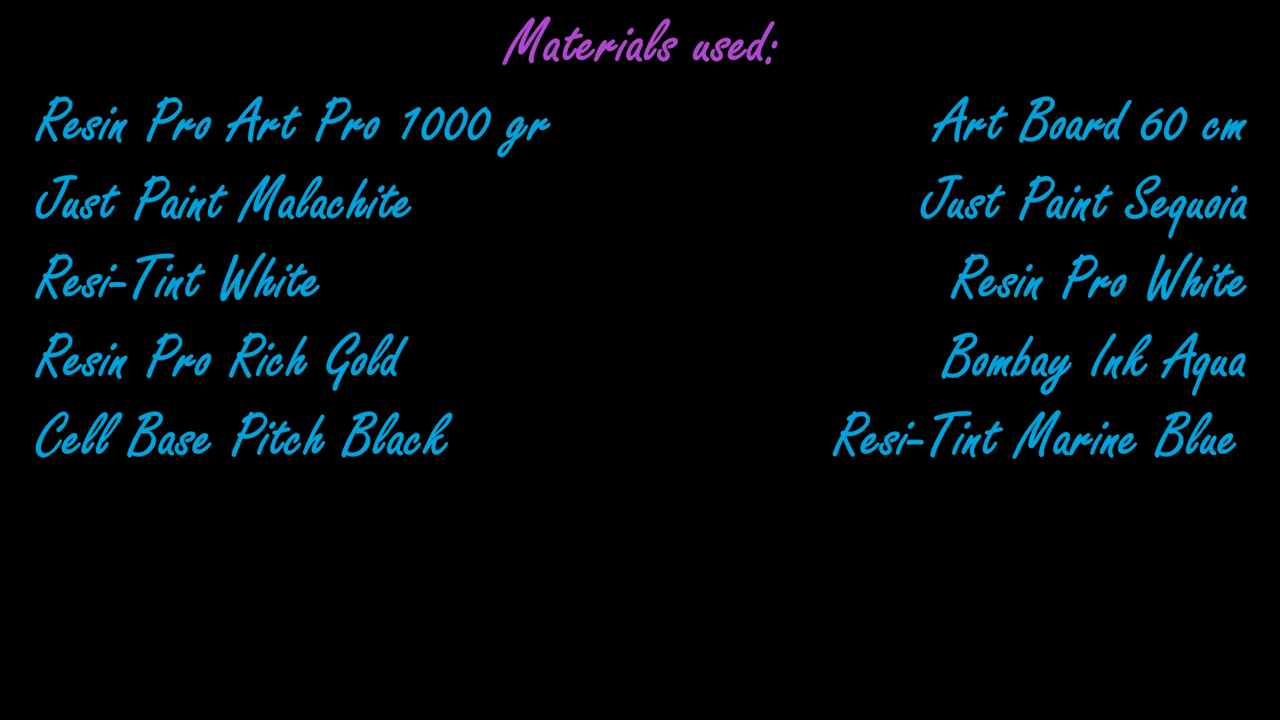 Materials used:
Resin Pro Art Pro 1000 gr
Art Board 60 cm
Just Paint Malachite
Just Paint Sequoia
Resi-Tint White
Resin Pro White
Resin Pro Rich Gold
Bombay Ink Aqua
Cell Base Pitch Black
Resi-Tint Marine Blue